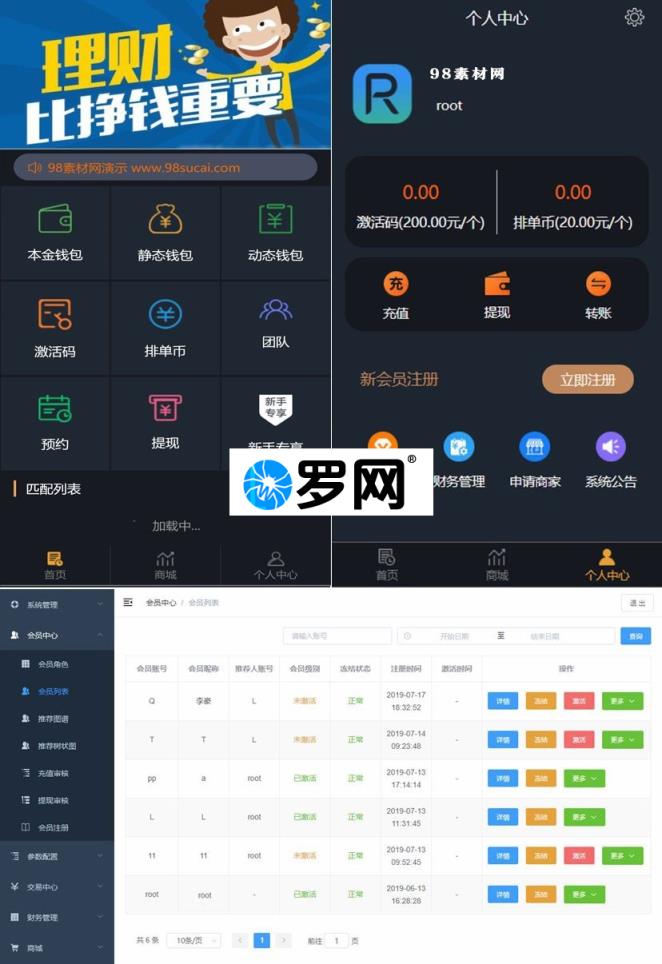 理财
比挣钱重要
98素材网演示 www.98sucai.com
本金钱包
静态钱包
动态钱包
激活码
排单币
团队
预约
提现
新手
专享
新手专享
匹配列表
加载中...
首页
商城
个人中心
个人中心
R
98素材网
root
0.00
0.00
激活码(200.00元/个)
排单币(20.00元/个)
充
充值
提现
转账
新会员注册
立即注册
财务管理
申请商家
系统公告
首页
商城
个人中心
罗网®
系统管理
会员中心
会员角色
会员列表
推荐图谱
推荐树状图
充值审核
提现审核
会员注册
参数配置
交易中心
财务管理
商城
会员中心 / 会员列表
退出
请输入账号
开始日期 至 结束日期
查询
会员账号 会员昵称 推荐人账号 会员级别 冻结状态 注册时间 激活时间 操作
Q 李豪 L 未激活 正常 2019-07-17 18:32:52 - 详情 冻结 激活 更多
T T L 未激活 正常 2019-07-14 09:23:48 - 详情 冻结 激活 更多
pp a root 已激活 正常 2019-07-13 17:14:14 - 详情 冻结 更多
L L root 已激活 正常 2019-07-13 11:31:45 - 详情 冻结 更多
11 11 root 未激活 正常 2019-07-13 09:52:45 - 详情 冻结 激活 更多
root root - 已激活 正常 2019-06-13 16:28:28 - 详情 冻结 更多
共 6 条 10条/页 < 1 > 前往 1 页